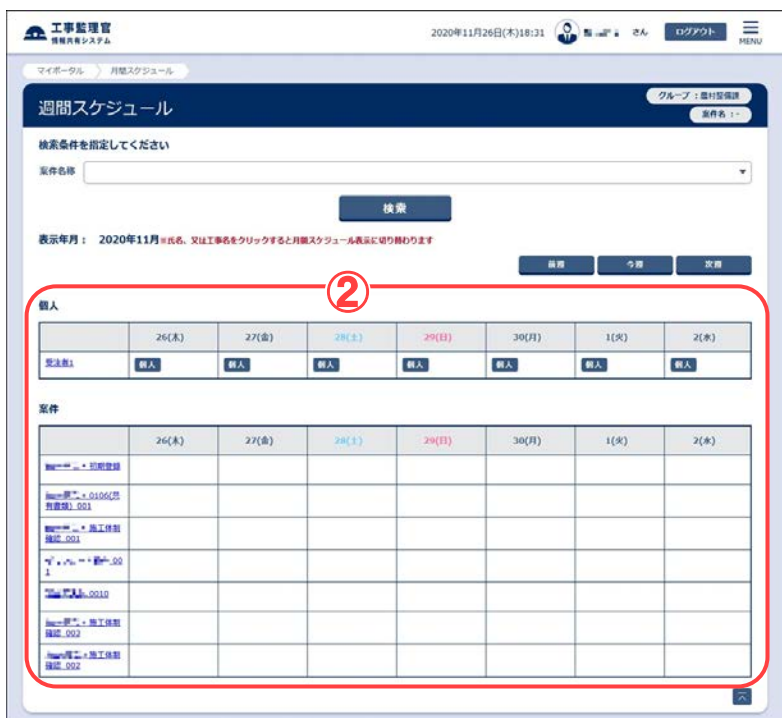 工事監理官
情報共有システム
2020年11月26日(木)18:31
さん
ログアウト
MENU
マイポータル
月間スケジュール
週間スケジュール
グループ：農村整備課
案件名：-
検索条件を指定してください
案件名称
検索
表示年月： 2020年11月※氏名、又は工事名をクリックすると月間スケジュール表示に切り替わります
前週 今週 次週
②
個人
26(木) 27(金) 28(土) 29(日) 30(月) 1(火) 2(水)
受注者1 個人 個人 個人 個人 個人 個人 個人
案件
26(木) 27(金) 28(土) 29(日) 30(月) 1(火) 2(水)
初期登録
0106(共
有書類)_001
施工体制
確認_001
00
1
0010
施工体制
確認_002
施工体制
確認_002